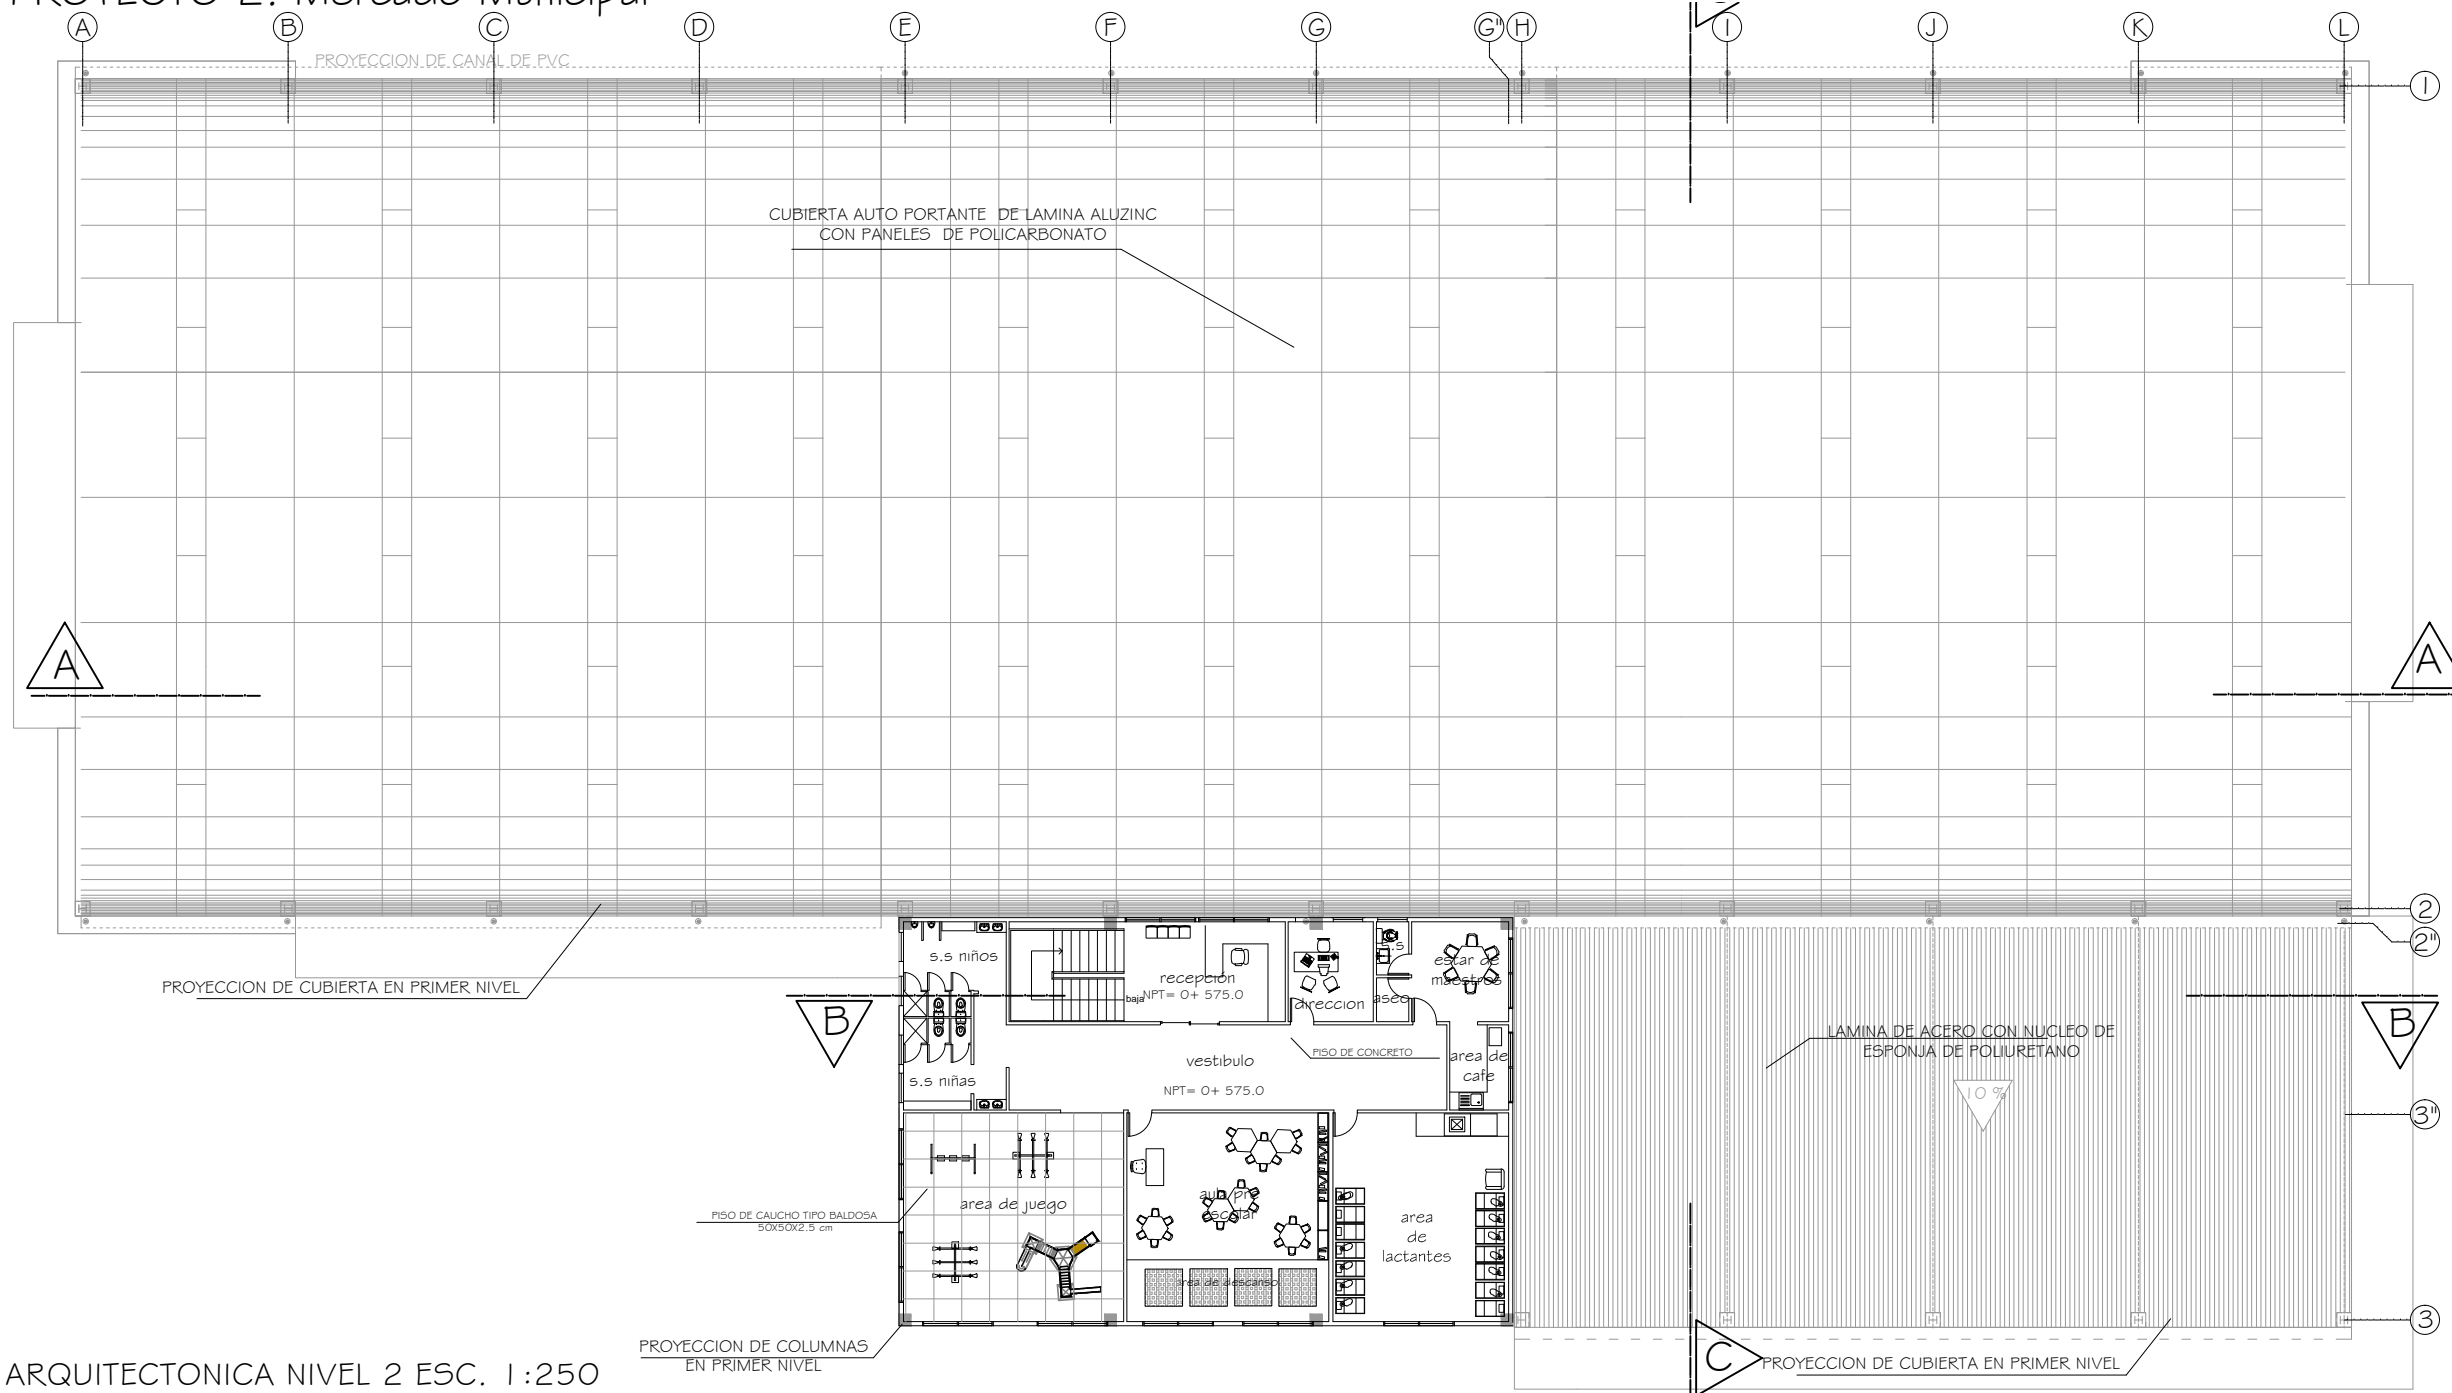 PROYECTO 2: Mercado Municipal
A B C D E F G G" H I J K L
PROYECCION DE CANAL DE PVC
1
CUBIERTA AUTO PORTANTE DE LAMINA ALUZINC
CON PANELES DE POLICARBONATO
A
A
2
2"
s.s niños
recepción
NPT= 0+ 575.0
baja
direccion
s.s
aseo
estar de
maestros
PROYECCION DE CUBIERTA EN PRIMER NIVEL
B
B
LAMINA DE ACERO CON NUCLEO DE
ESPONJA DE POLIURETANO
10 %
PISO DE CONCRETO
vestibulo
NPT= 0+ 575.0
area de
cafe
s.s niñas
3"
area de juego
PISO DE CAUCHO TIPO BALDOSA
50X50X2.5 cm
aula pre
escolar
area
de
lactantes
area de descanso
3
PROYECCION DE COLUMNAS
EN PRIMER NIVEL
C
PROYECCION DE CUBIERTA EN PRIMER NIVEL
ARQUITECTONICA NIVEL 2 ESC. 1:250